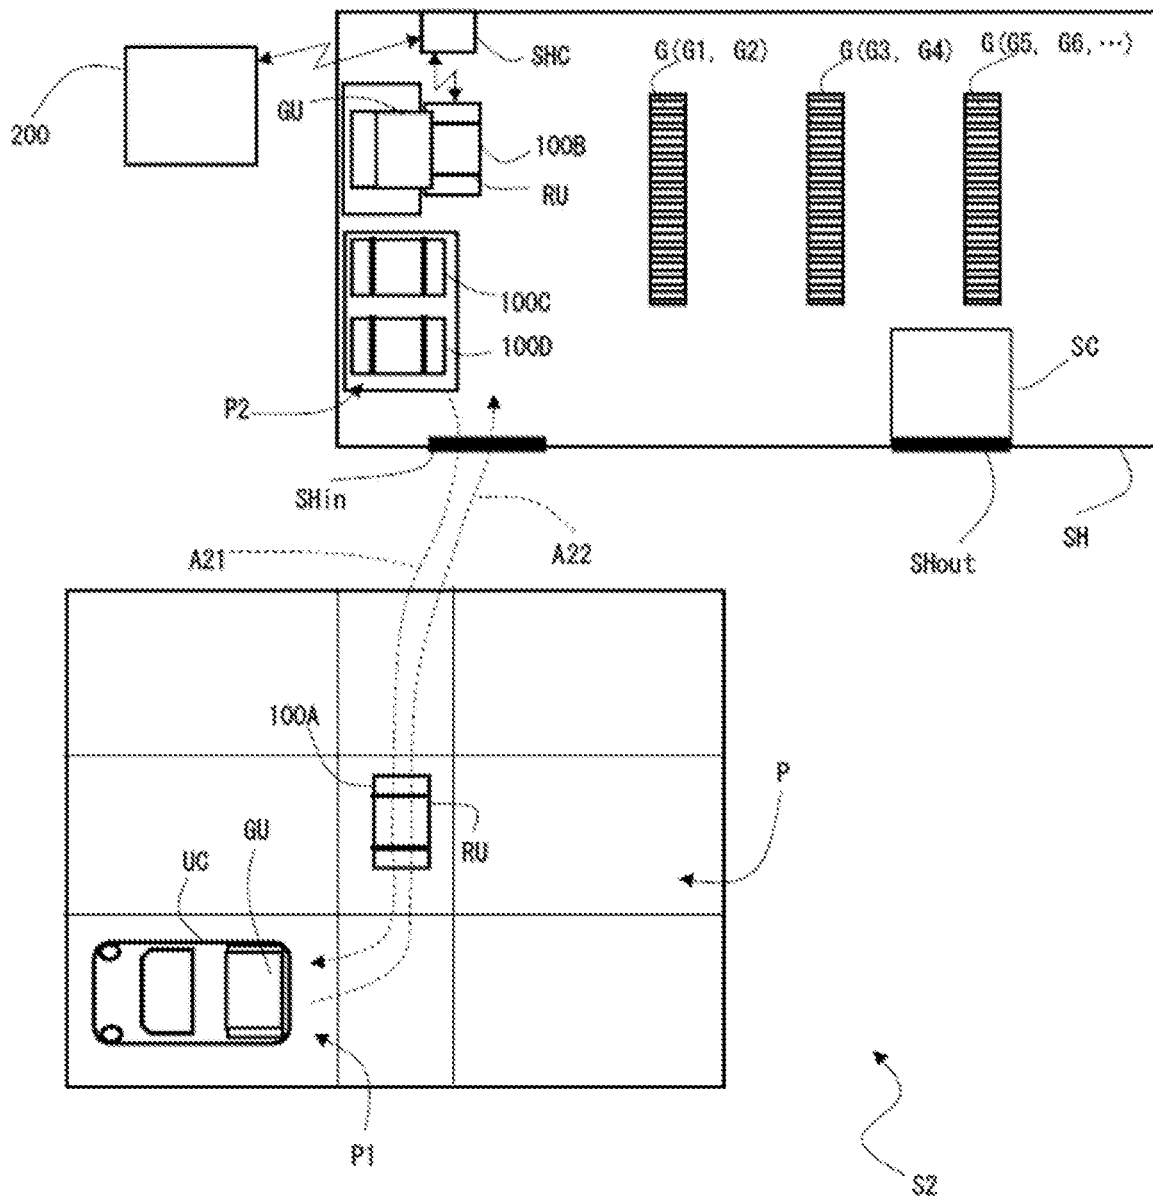 SHC
G(G1, G2)
G(G3, G4)
G(G5, G6, …)
200
GU
100B
RU
100C
100D
SC
P2
SHin
A21
A22
SHout
SH
100A
P
GU
RU
UC
P1
S2